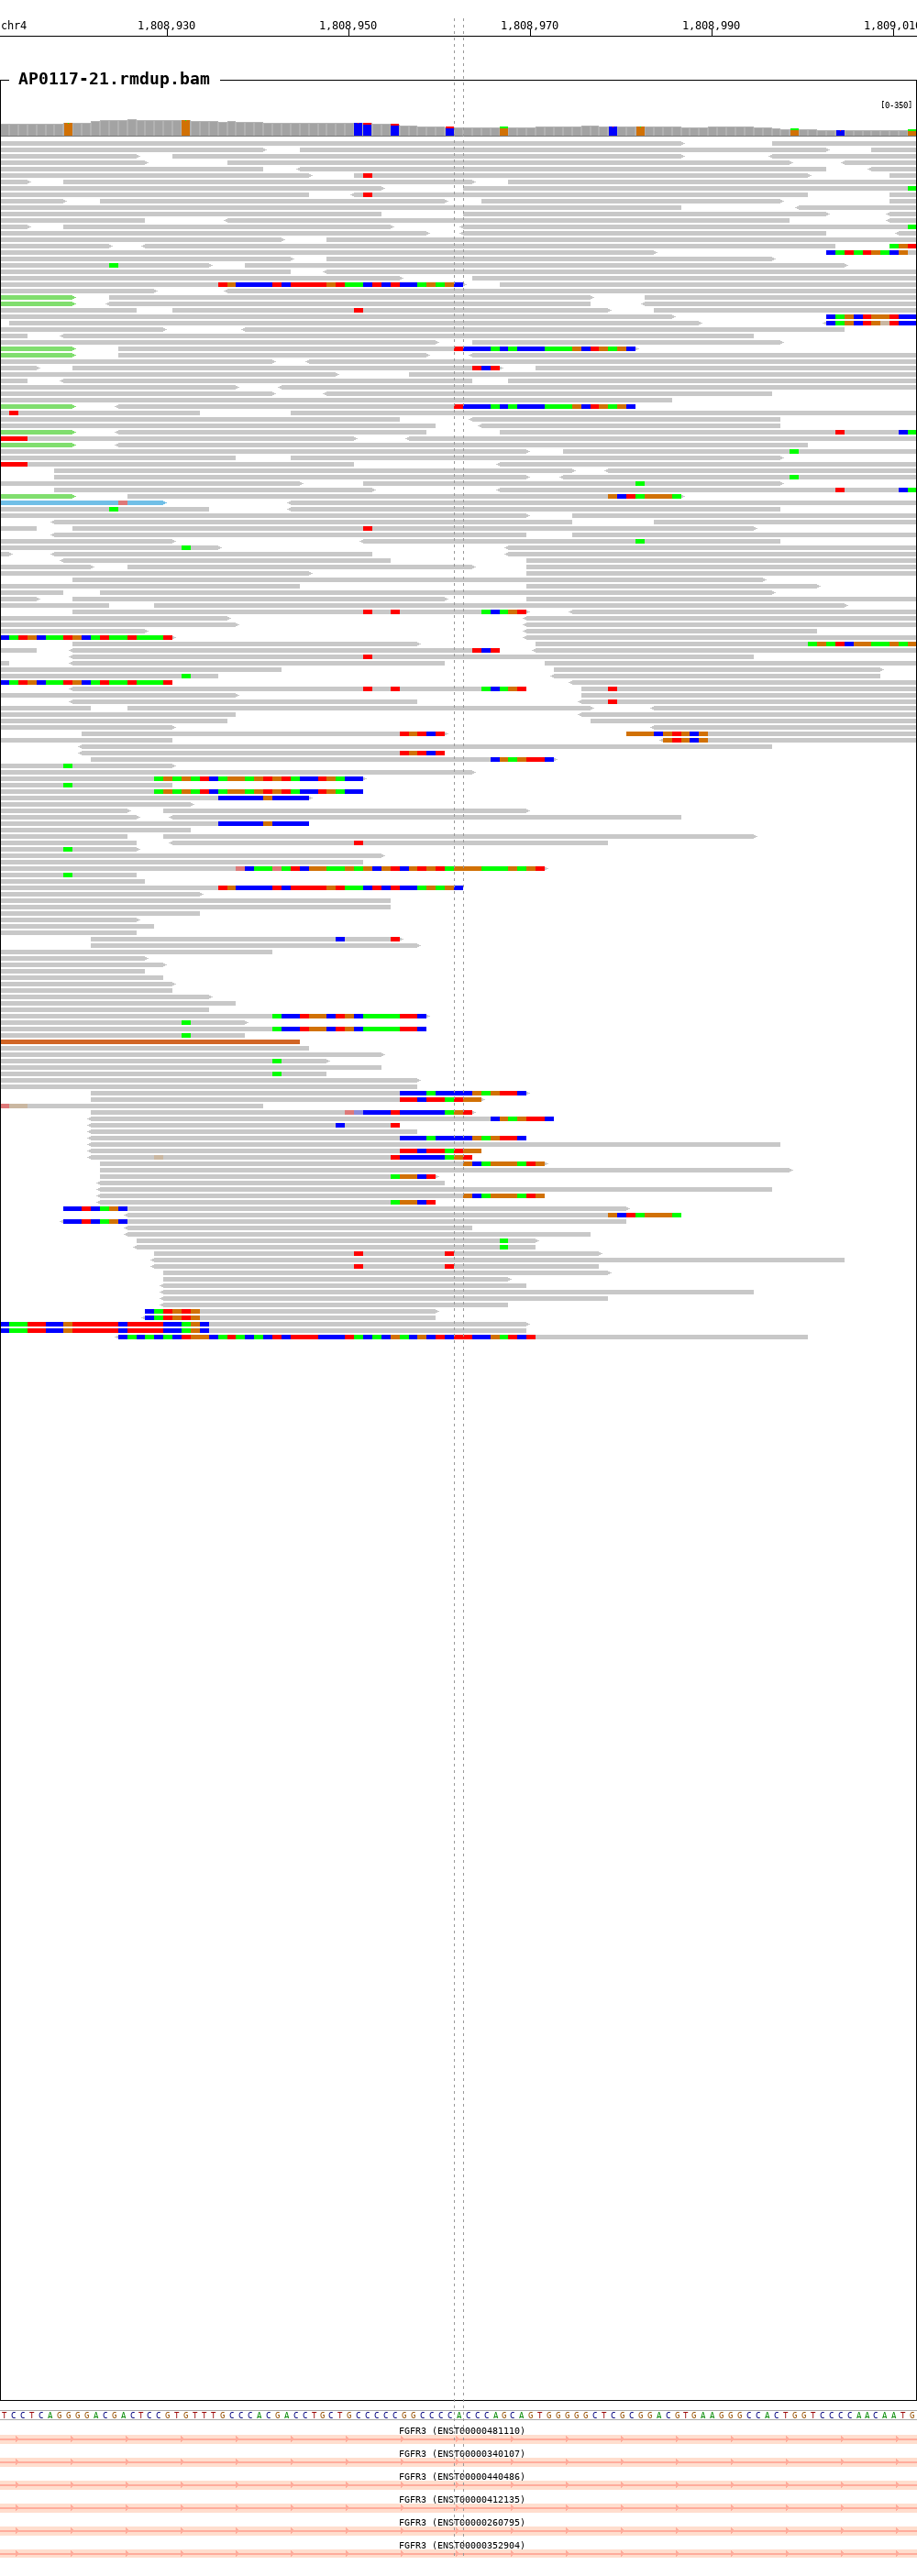 chr4 1,808,930 1,808,950 1,808,970 1,808,990 1,809,010
AP0117-21.rmdup.bam
[0-350]
T C C T C A G G G G A C G A C T C C G T G T T T G C C C A C G A C C T G C T G C C C C C G G C C C C A C C C A G C A G T G G G G G C T C G C G G A C G T G A A G G G C C A C T G G T C C C C A A C A A T G
FGFR3 (ENST00000481110)
FGFR3 (ENST00000340107)
FGFR3 (ENST00000440486)
FGFR3 (ENST00000412135)
FGFR3 (ENST00000260795)
FGFR3 (ENST00000352904)